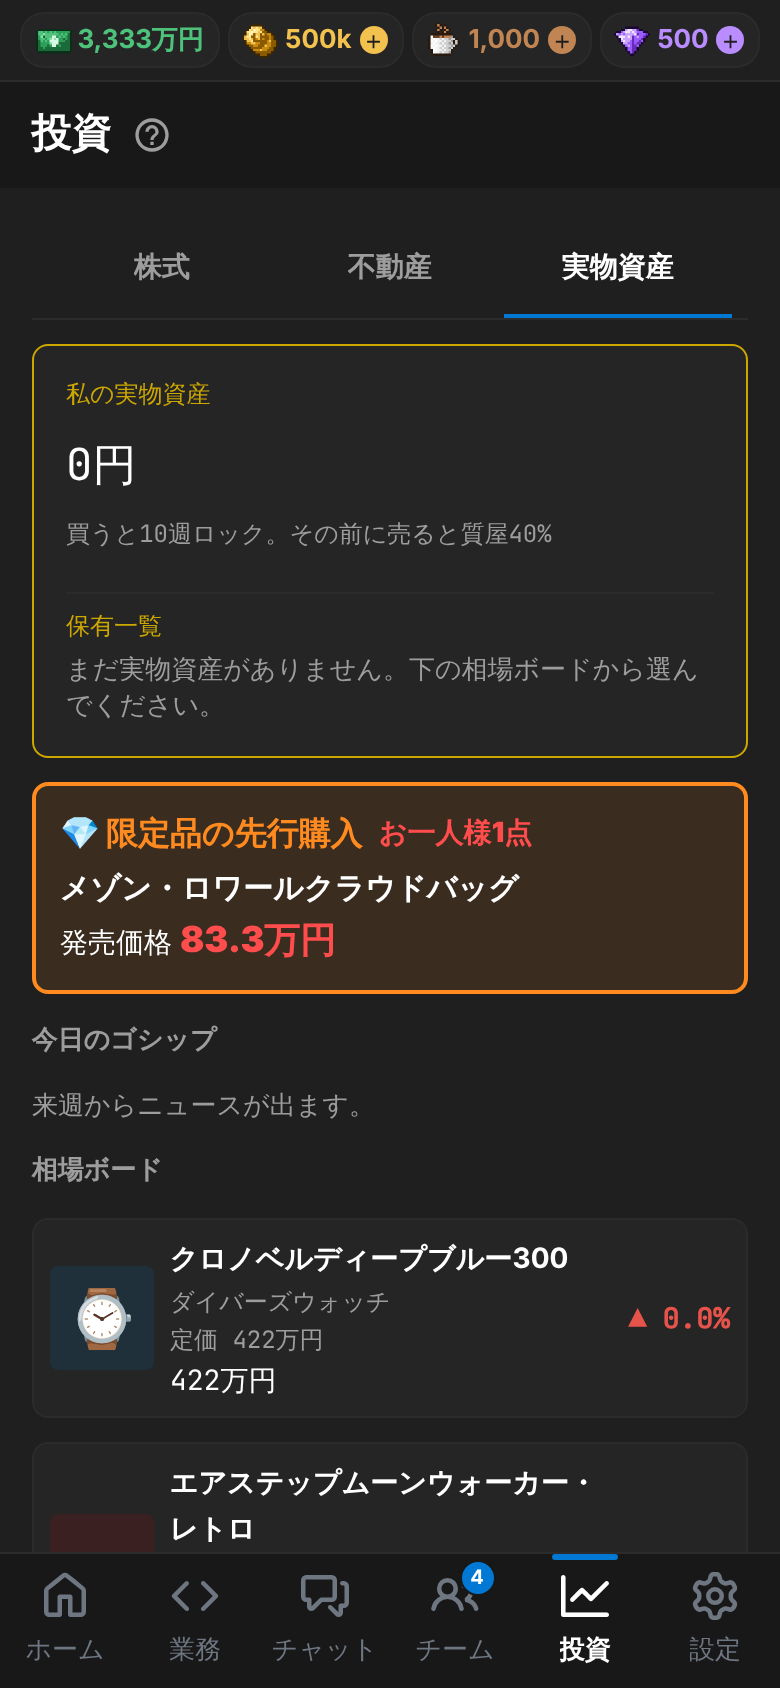 3,333万円 500k 1,000 500
投資
株式 不動産 実物資産
私の実物資産
0円
買うと10週ロック。その前に売ると質屋40%
保有一覧
まだ実物資産がありません。下の相場ボードから選ん
でください。
限定品の先行購入 お一人様1点
メゾン・ロワールクラウドバッグ
発売価格 83.3万円
今日のゴシップ
来週からニュースが出ます。
相場ボード
クロノベルディープブルー300
ダイバーズウォッチ
定価 422万円
▲ 0.0%
422万円
エアステップムーンウォーカー・
レトロ
4
ホーム 業務 チャット チーム 投資 設定